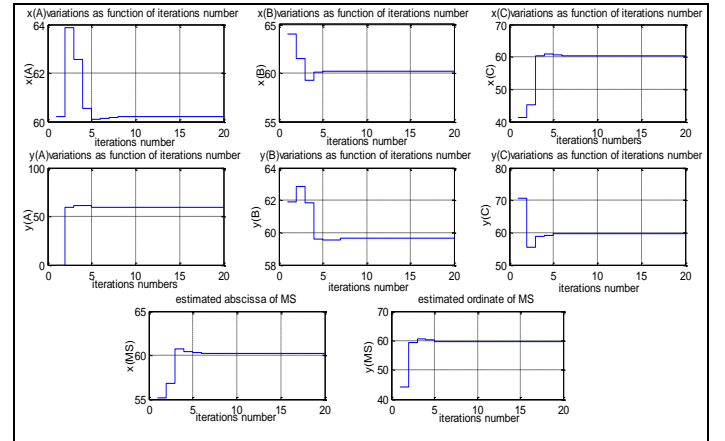 x(A)variations as function of iterations number
64
62
60
x(A)
0 5 10 15 20
iterations number
x(B)variations as function of iterations number
65
60
55
x(B)
0 5 10 15 20
iterations number
x(C)variations as function of iterations number
70
60
50
40
x(C)
0 5 10 15 20
iterations numbers
y(A)variations as function of iterations number
100
50
0
y(A)
0 5 10 15 20
iterations numbers
y(B)variations as function of iterations number
64
62
60
58
y(B)
0 5 10 15 20
iterations number
y(C)variations as function of iterations number
80
70
60
50
y(C)
0 5 10 15 20
iterations number
estimated abscissa of MS
65
60
55
x(MS)
0 5 10 15 20
iterations number
estimated ordinate of MS
70
60
50
40
y(MS)
0 5 10 15 20
iterations number